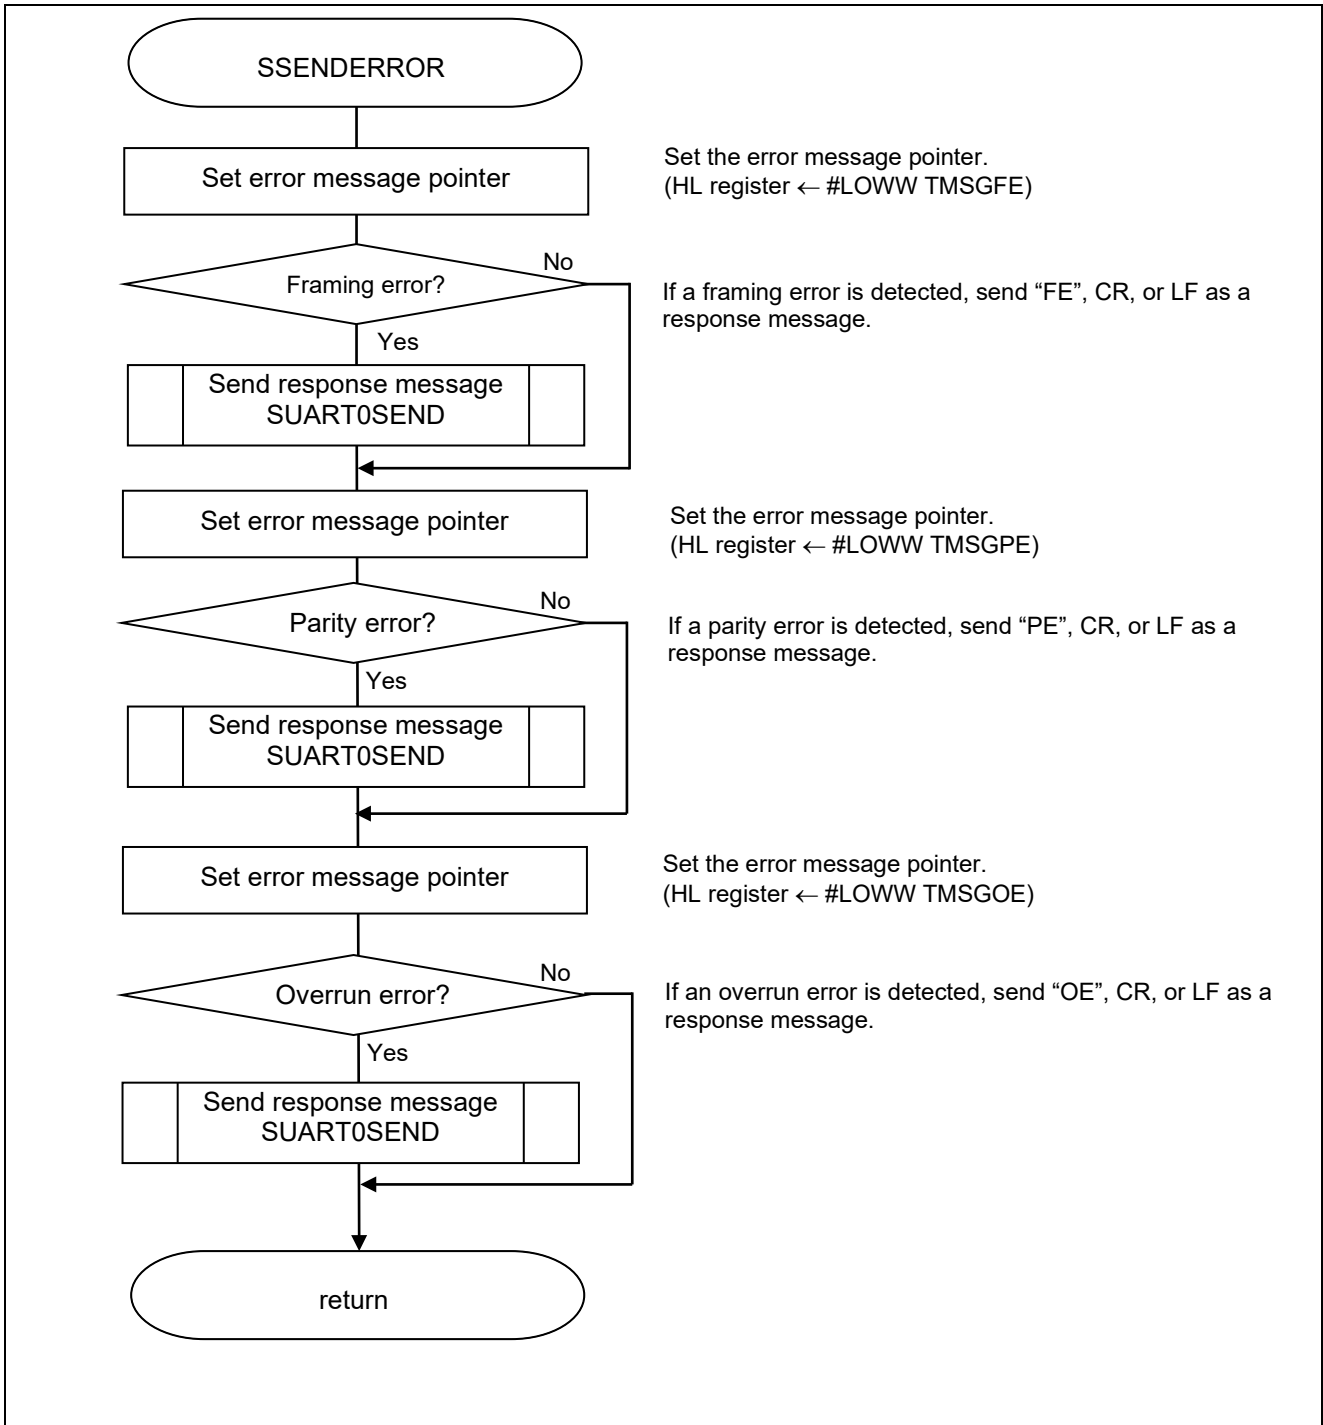 SSENDERROR
Set error message pointer
Set the error message pointer.
(HL register ← #LOWW TMSGFE)
Framing error?
No
If a framing error is detected, send “FE”, CR, or LF as a
response message.
Yes
Send response message
SUART0SEND
Set error message pointer
Set the error message pointer.
(HL register ← #LOWW TMSGPE)
Parity error?
No
If a parity error is detected, send “PE”, CR, or LF as a
response message.
Yes
Send response message
SUART0SEND
Set error message pointer
Set the error message pointer.
(HL register ← #LOWW TMSGOE)
Overrun error?
No
If an overrun error is detected, send “OE”, CR, or LF as a
response message.
Yes
Send response message
SUART0SEND
return